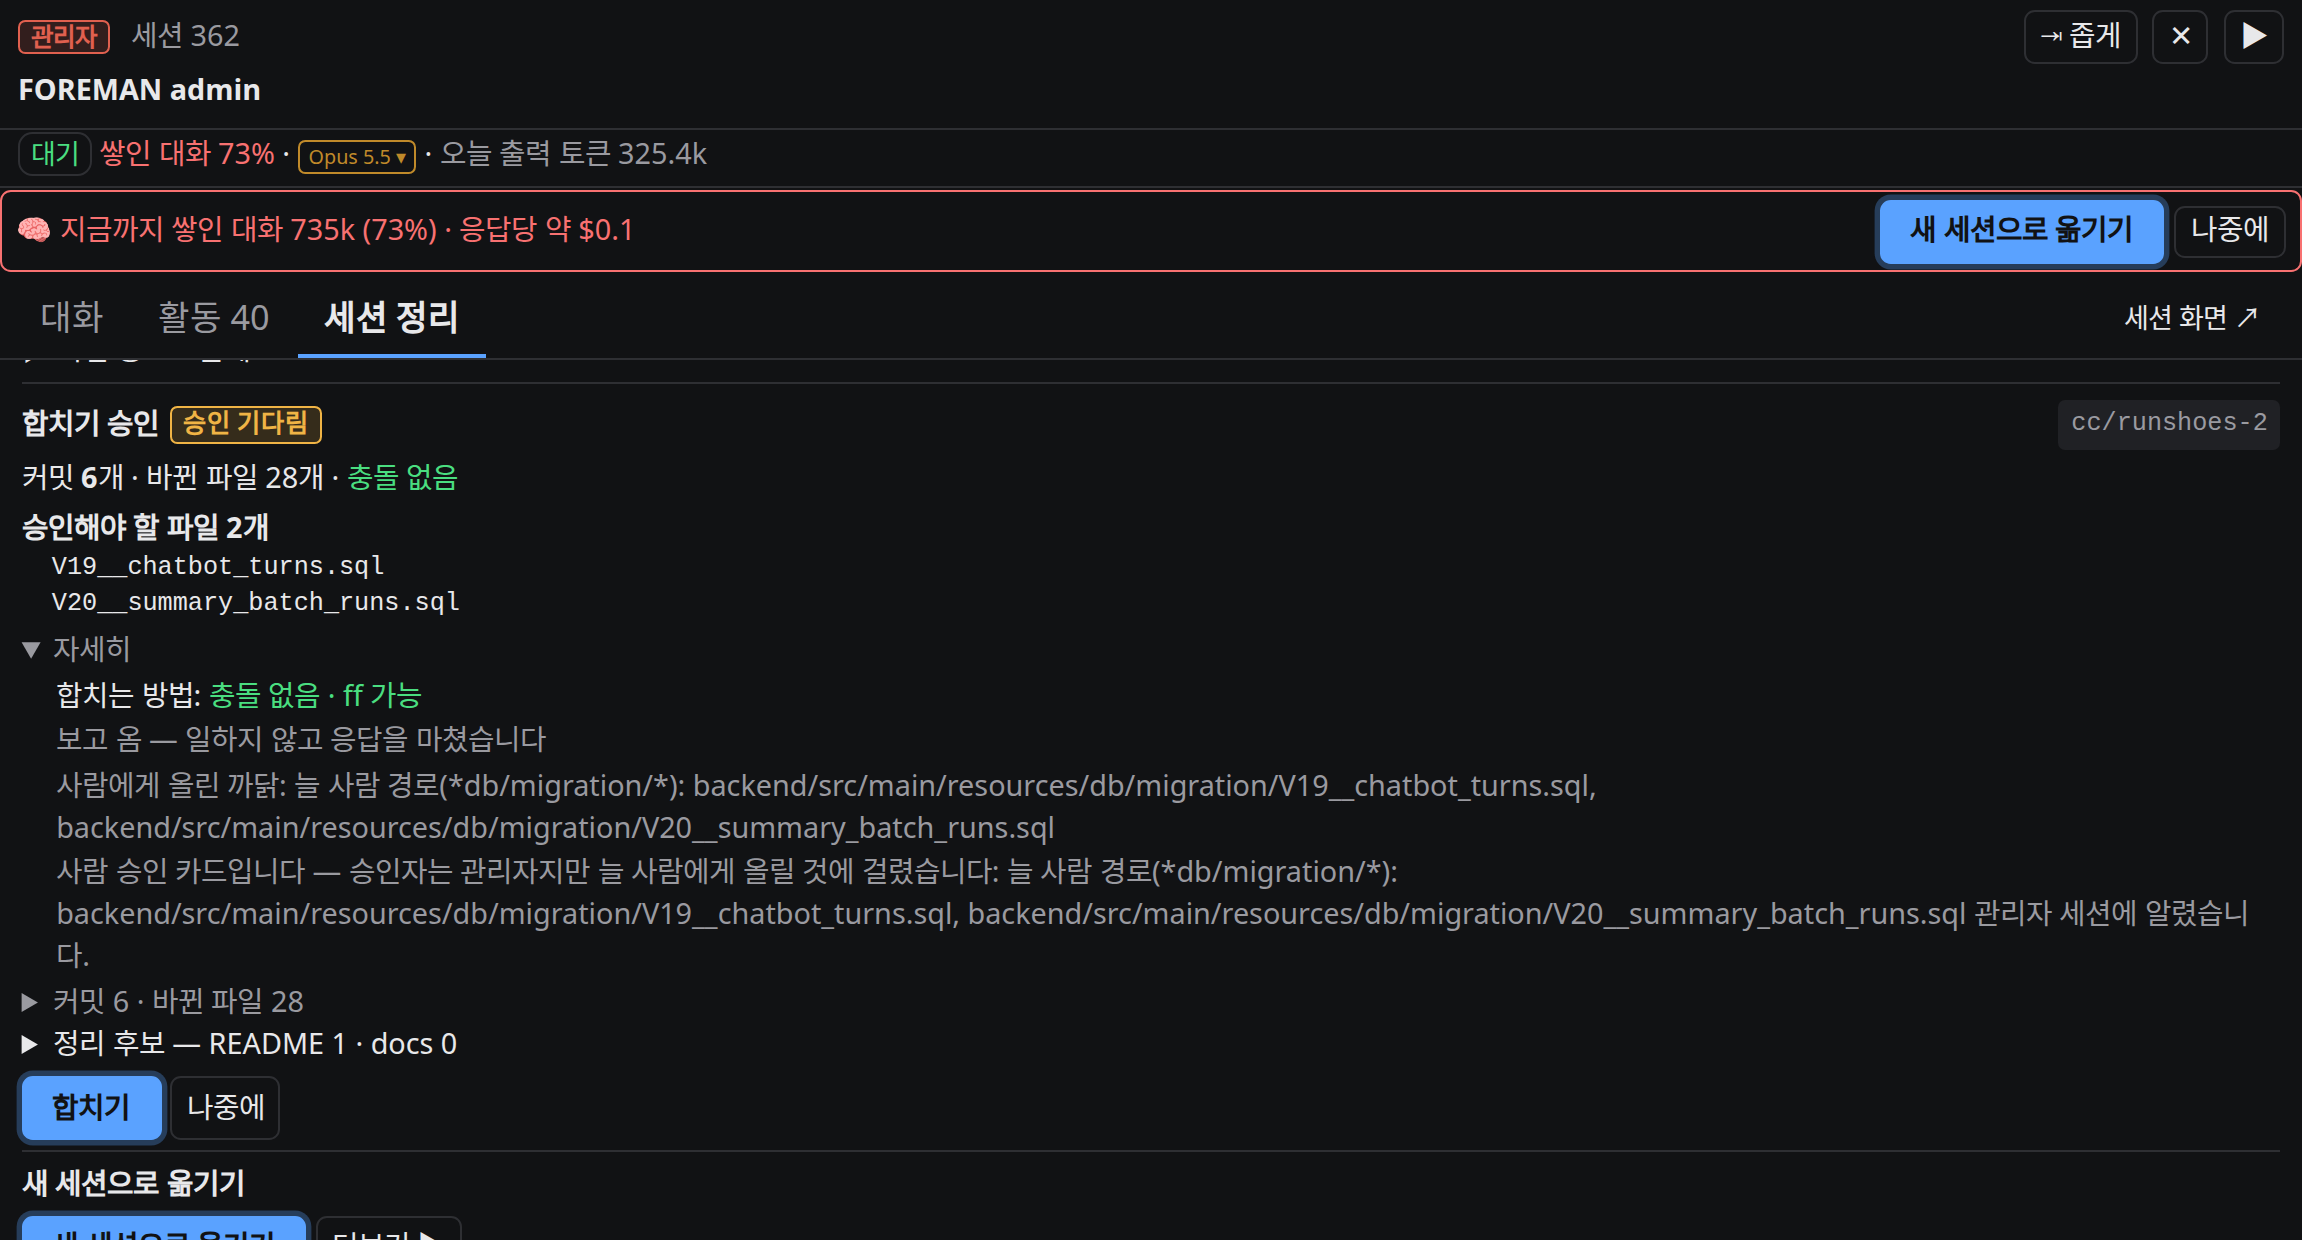 관리자 세션 362
⇥ 좁게 ✕ ▶
FOREMAN admin
대기 쌓인 대화 73% · Opus 5.5 ▾ · 오늘 출력 토큰 325.4k
🧠 지금까지 쌓인 대화 735k (73%) · 응답당 약 $0.1
새 세션으로 옮기기 나중에
대화 활동 40 세션 정리
세션 화면 ↗
합치기 승인 승인 기다림
cc/runshoes-2
커밋 6개 · 바뀐 파일 28개 · 충돌 없음
승인해야 할 파일 2개
V19__chatbot_turns.sql
V20__summary_batch_runs.sql
▼ 자세히
합치는 방법: 충돌 없음 · ff 가능
보고 옴 — 일하지 않고 응답을 마쳤습니다
사람에게 올린 까닭: 늘 사람 경로(*db/migration/*): backend/src/main/resources/db/migration/V19__chatbot_turns.sql,
backend/src/main/resources/db/migration/V20__summary_batch_runs.sql
사람 승인 카드입니다 — 승인자는 관리자지만 늘 사람에게 올릴 것에 걸렸습니다: 늘 사람 경로(*db/migration/*):
backend/src/main/resources/db/migration/V19__chatbot_turns.sql, backend/src/main/resources/db/migration/V20__summary_batch_runs.sql 관리자 세션에 알렸습니
다.
▶ 커밋 6 · 바뀐 파일 28
▶ 정리 후보 — README 1 · docs 0
합치기 나중에
새 세션으로 옮기기
새 세션으로 옮기기